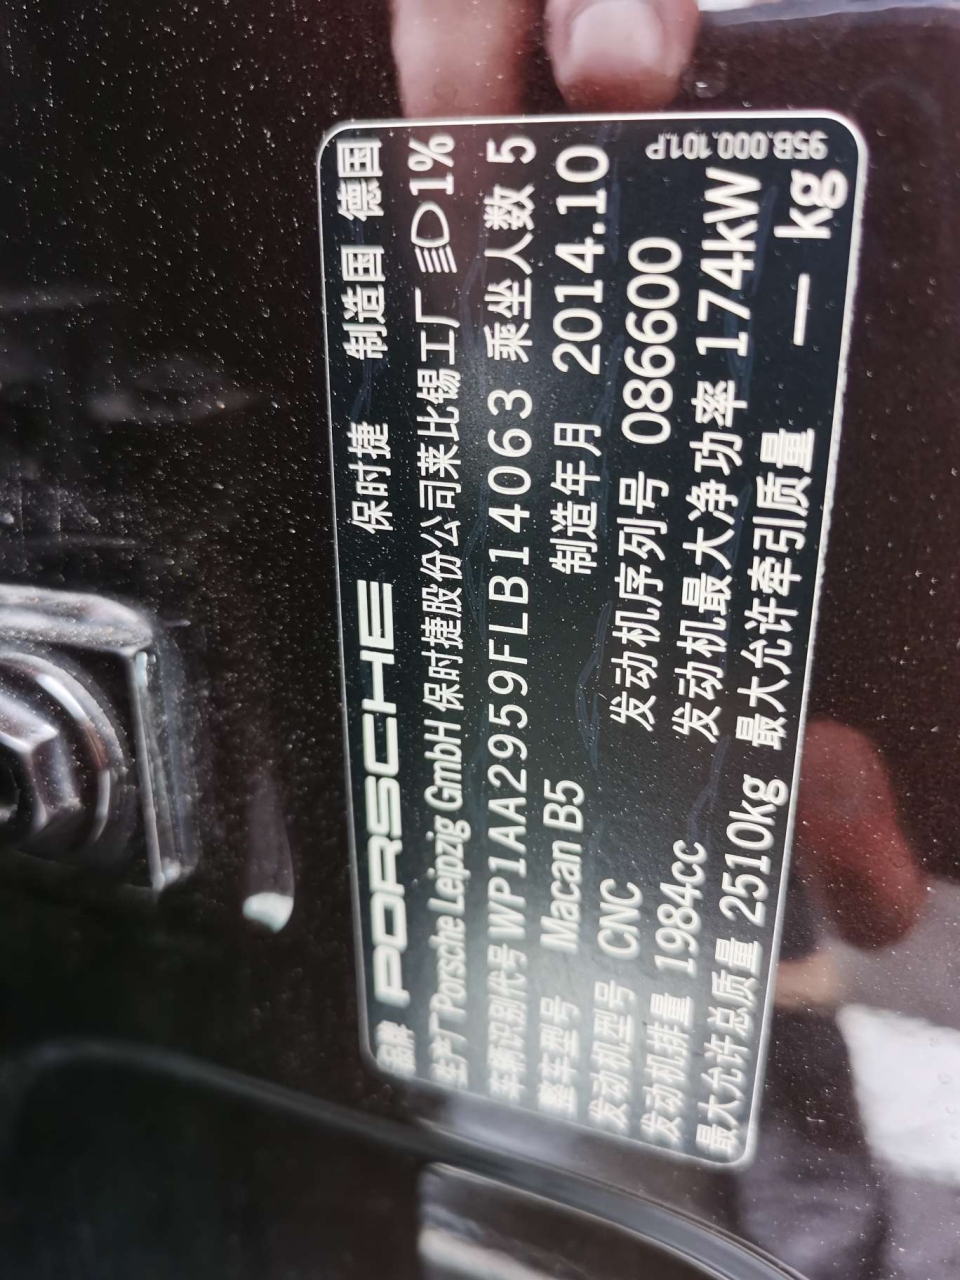 品牌 PORSCHE 保时捷 制造国 德国
生产厂 Porsche Leipzig GmbH 保时捷股份公司莱比锡工厂 1%
车辆识别代号 WP1AA2959FLB14063 乘坐人数 5
整车型号 Macan B5 制造年月 2014.10
发动机型号 CNC 发动机序列号 086600
发动机排量 1984cc 发动机最大净功率 174kW
最大允许总质量 2510kg 最大允许牵引质量 — kg
95B.000.101.P